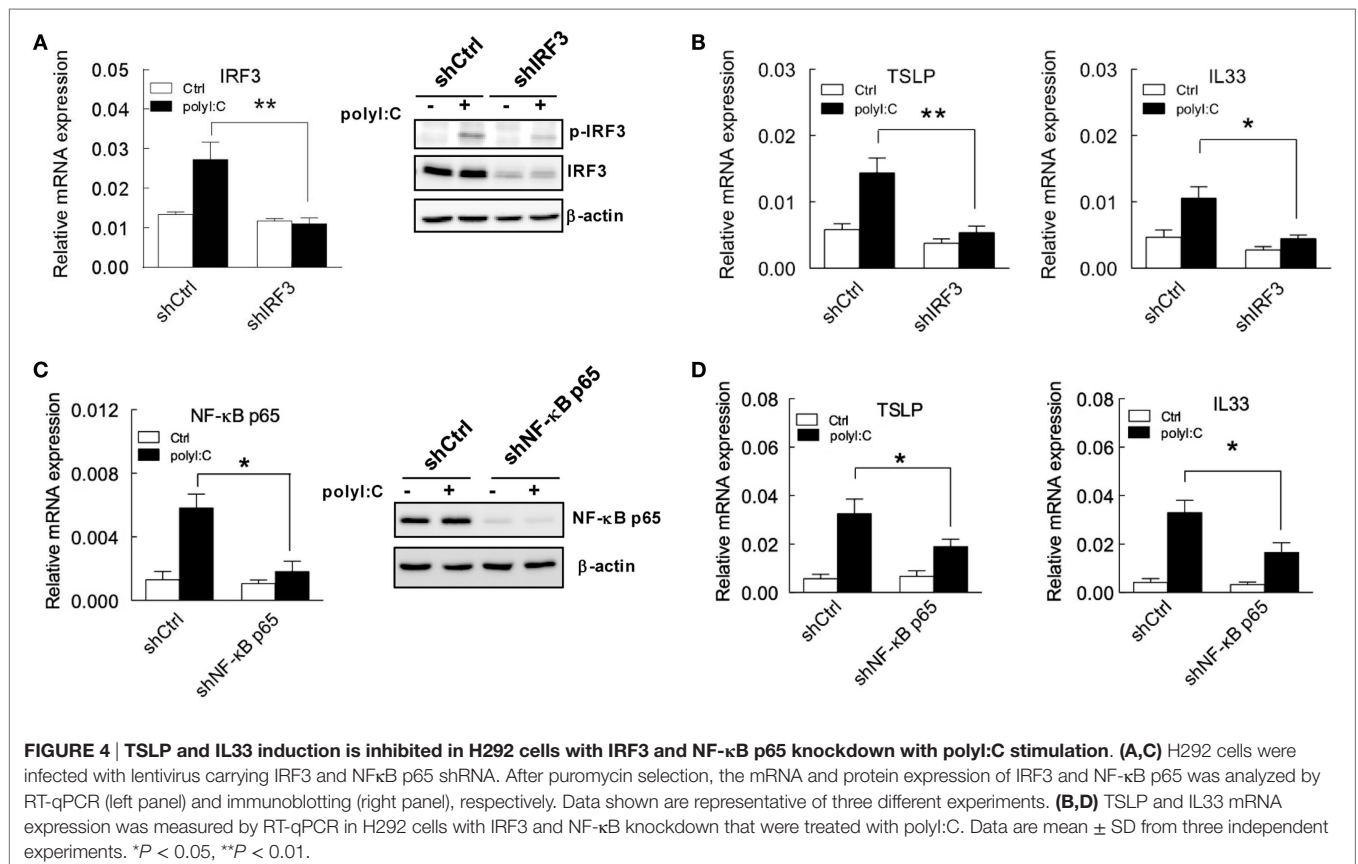 A
IRF3
Ctrl
polyI:C
**
Relative mRNA expression
0.05
0.04
0.03
0.02
0.01
0.00
shCtrl
shIRF3
shCtrl
shIRF3
polyI:C
-
+
-
+
p-IRF3
IRF3
β-actin
B
TSLP
Ctrl
polyI:C
**
Relative mRNA expression
0.03
0.02
0.01
0.00
shCtrl
shIRF3
IL33
Ctrl
polyI:C
*
Relative mRNA expression
0.03
0.02
0.01
0.00
shCtrl
shIRF3
C
NF-κB p65
Ctrl
polyI:C
*
Relative mRNA expression
0.012
0.008
0.004
0.000
shCtrl
shNF-κB p65
shCtrl
shNF-κB p65
polyI:C
-
+
-
+
NF-κB p65
β-actin
D
TSLP
Ctrl
polyI:C
*
Relative mRNA expression
0.08
0.06
0.04
0.02
0.00
shCtrl
shNF-κB p65
IL33
Ctrl
polyI:C
*
Relative mRNA expression
0.08
0.06
0.04
0.02
0.00
shCtrl
shNF-κB p65
FIGURE 4 | TSLP and IL33 induction is inhibited in H292 cells with IRF3 and NF-κB p65 knockdown with polyI:C stimulation. (A,C) H292 cells were
infected with lentivirus carrying IRF3 and NFκB p65 shRNA. After puromycin selection, the mRNA and protein expression of IRF3 and NF-κB p65 was analyzed by
RT-qPCR (left panel) and immunoblotting (right panel), respectively. Data shown are representative of three different experiments. (B,D) TSLP and IL33 mRNA
expression was measured by RT-qPCR in H292 cells with IRF3 and NF-κB knockdown that were treated with polyI:C. Data are mean ± SD from three independent
experiments. *P < 0.05, **P < 0.01.